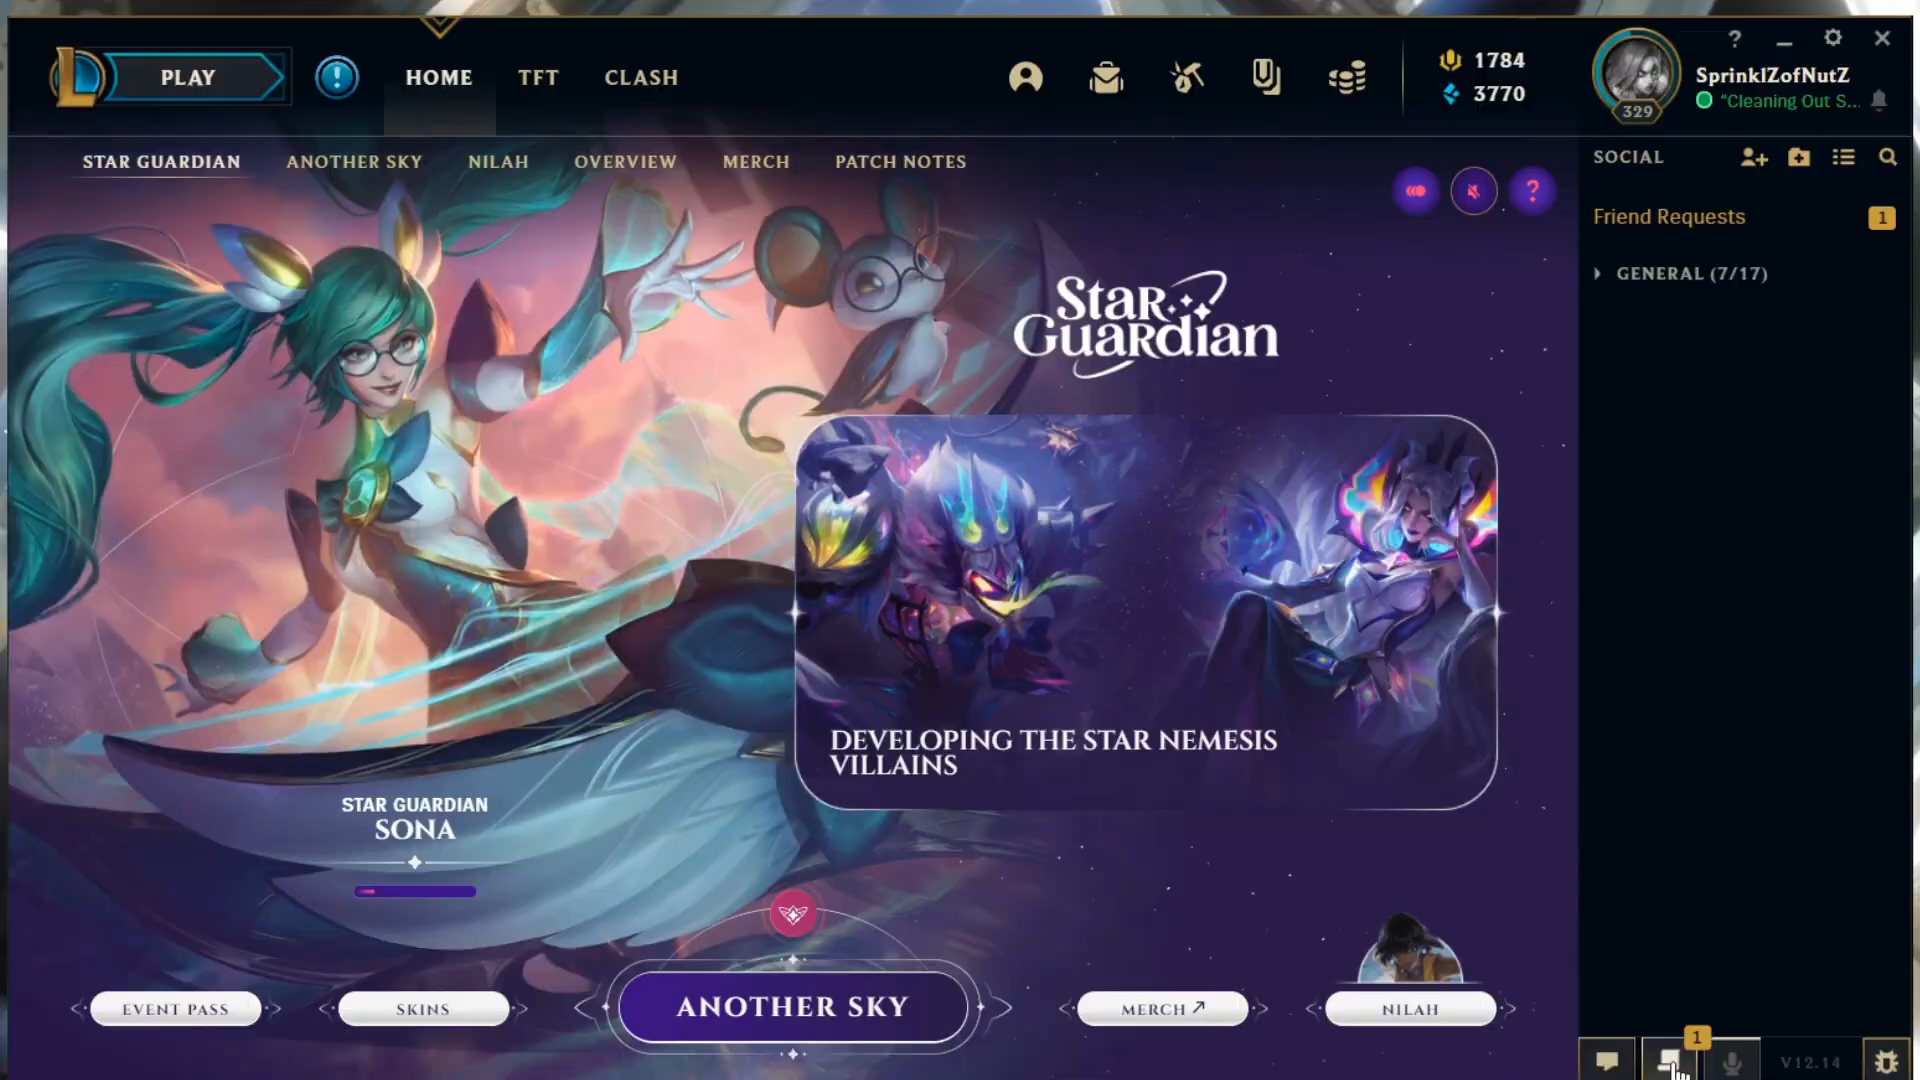 PLAY
HOME
TFT
CLASH
1784
3770
329
SprinklZofNutZ
"Cleaning Out S...
STAR GUARDIAN
ANOTHER SKY
NILAH
OVERVIEW
MERCH
PATCH NOTES
SOCIAL
Friend Requests
1
GENERAL (7/17)
Star
Guardian
DEVELOPING THE STAR NEMESIS
VILLAINS
STAR GUARDIAN
SONA
EVENT PASS
SKINS
ANOTHER SKY
MERCH
NILAH
1
V12.14